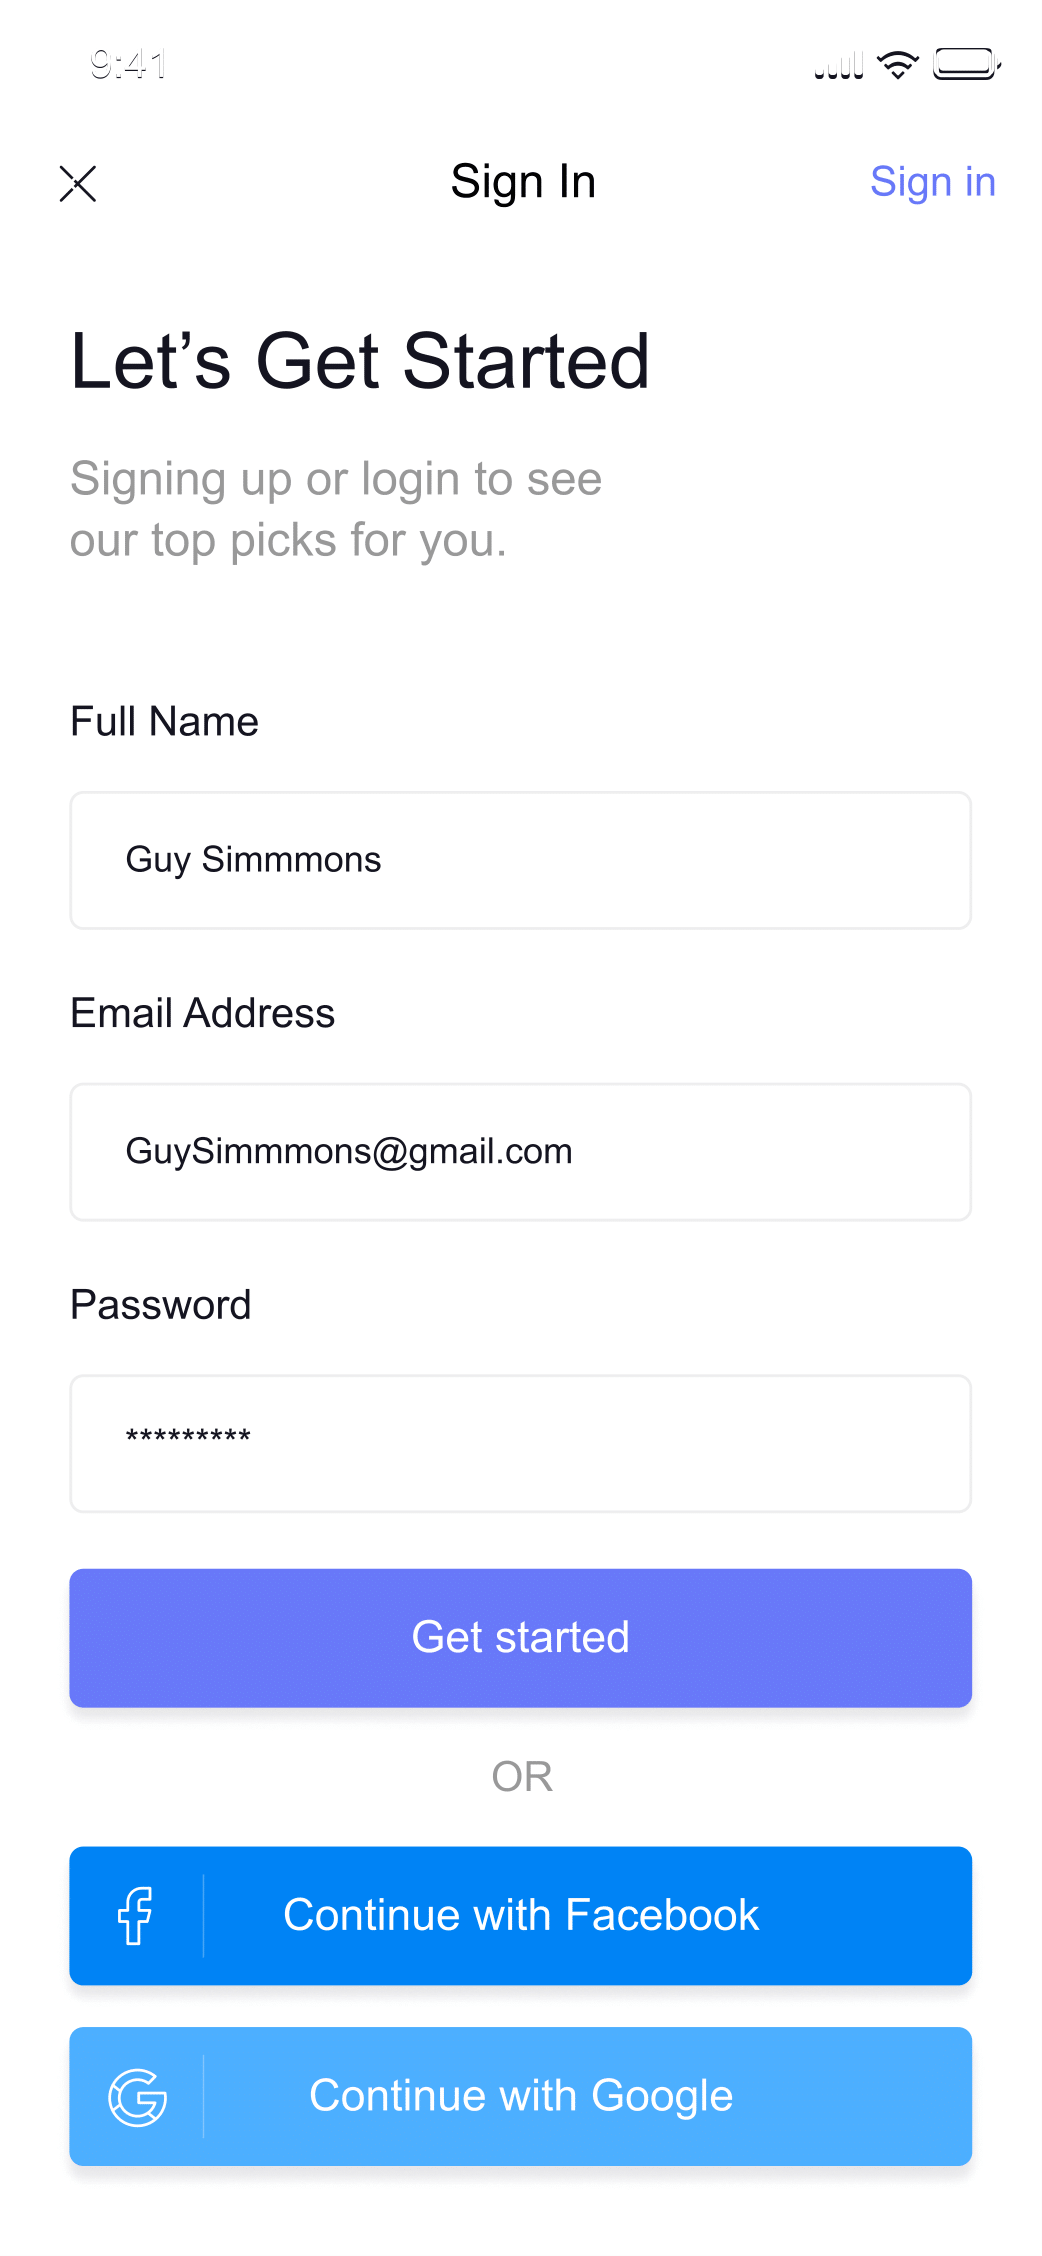 9:41
Sign In
Sign in
Let’s Get Started
Signing up or login to see
our top picks for you.
Full Name
Guy Simmmons
Email Address
GuySimmmons@gmail.com
Password
*********
Get started
OR
Continue with Facebook
Continue with Google